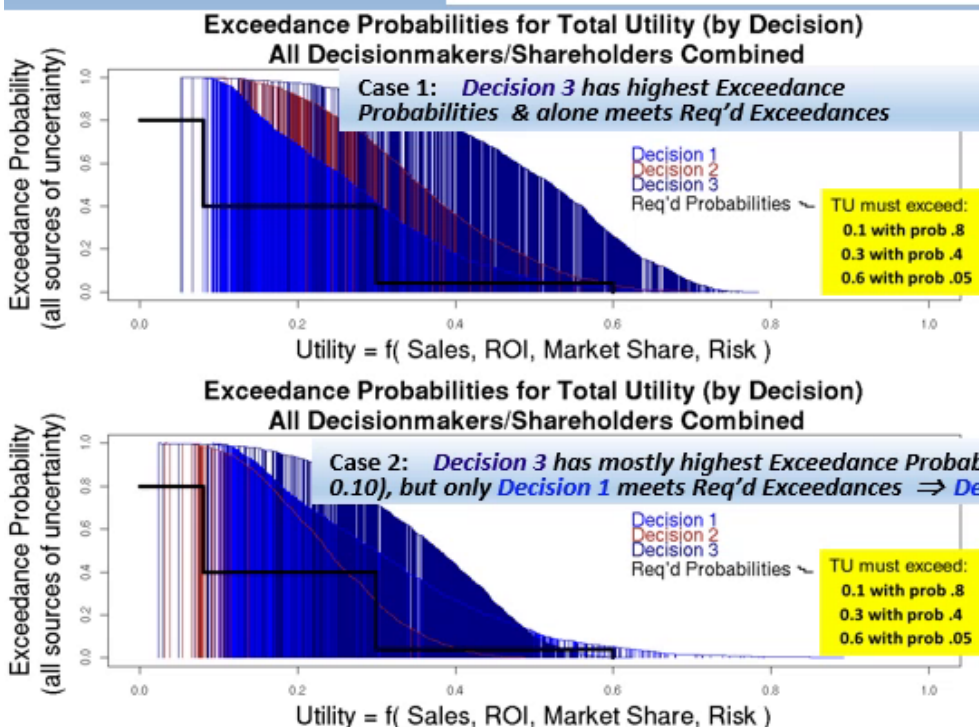 Exceedance Probabilities for Total Utility (by Decision)
All Decisionmakers/Shareholders Combined
Case 1: Decision 3 has highest Exceedance
Probabilities & alone meets Req'd Exceedances
Exceedance Probability
(all sources of uncertainty)
1.0
0.8
0.6
0.4
0.2
0.0
Decision 1
Decision 2
Decision 3
Req'd Probabilities
TU must exceed:
0.1 with prob .8
0.3 with prob .4
0.6 with prob .05
0.0 0.2 0.4 0.6 0.8 1.0
Utility = f( Sales, ROI, Market Share, Risk )
Exceedance Probabilities for Total Utility (by Decision)
All Decisionmakers/Shareholders Combined
Case 2: Decision 3 has mostly highest Exceedance Probab
0.10), but only Decision 1 meets Req'd Exceedances ⇒ De
Exceedance Probability
(all sources of uncertainty)
1.0
0.8
0.6
0.4
0.2
0.0
Decision 1
Decision 2
Decision 3
Req'd Probabilities
TU must exceed:
0.1 with prob .8
0.3 with prob .4
0.6 with prob .05
0.0 0.2 0.4 0.6 0.8 1.0
Utility = f( Sales, ROI, Market Share, Risk )